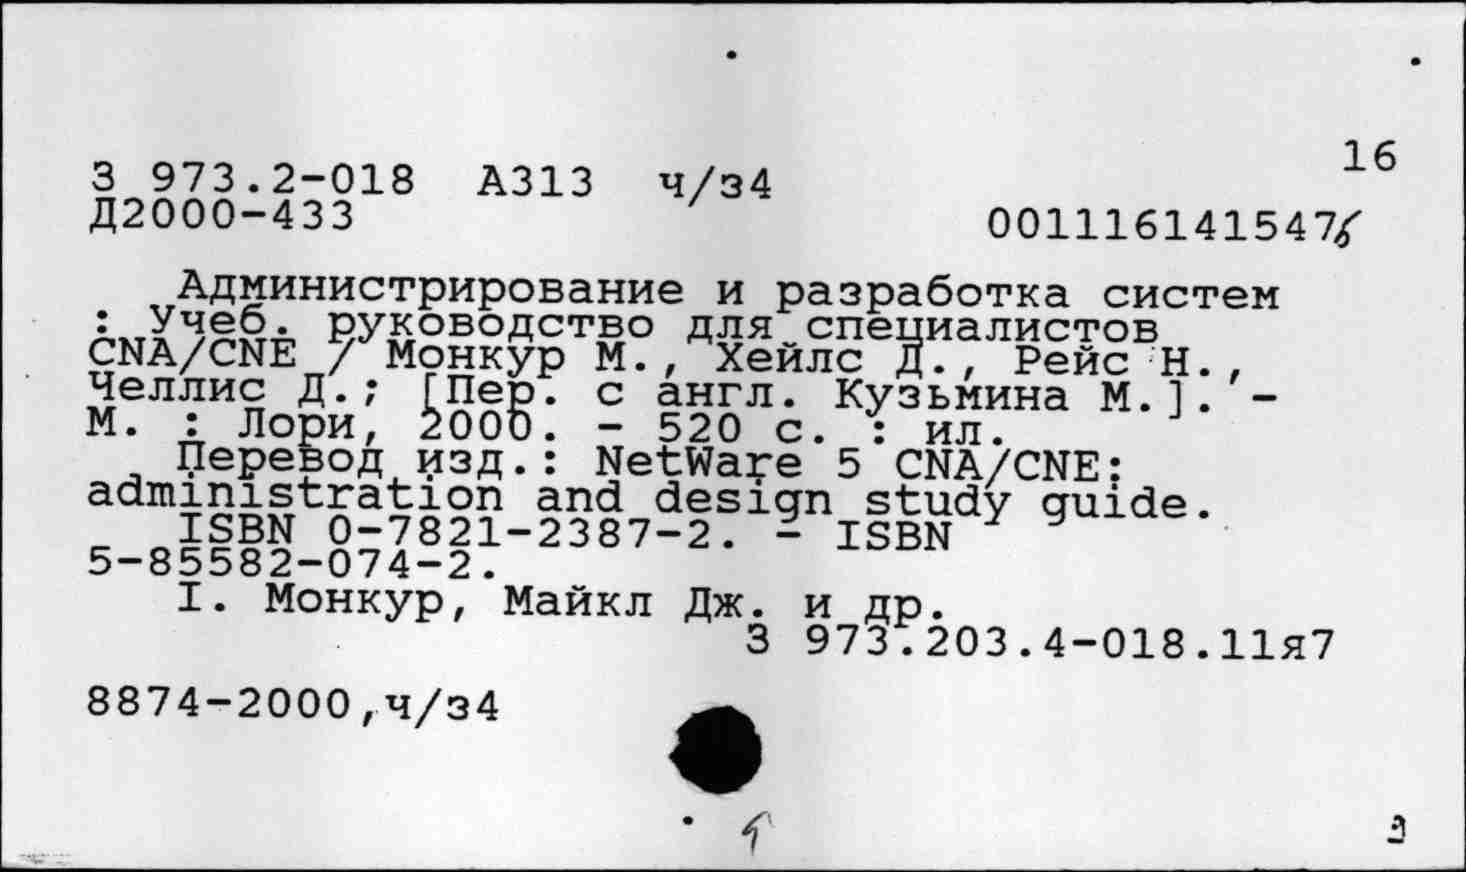 16
З 973.2-018 А313 ч/з4
Д2000-433
001116141547
Администрирование и разработка систем
: Учеб. руководство для специалистов
CNA/CNE / Монкур М., Хейлс Д., Рейс Н.,
Челлис Д.; [Пер. с англ. Кузьмина М.]. -
М. : Лори, 2000. - 520 с. : ил.
Перевод изд.: NetWare 5 CNA/CNE:
administration and design study guide.
ISBN 0-7821-2387-2. - ISBN
5-85582-074-2.
I. Монкур, Майкл Дж. и др.
З 973.203.4-018.11я7
8874-2000,ч/з4